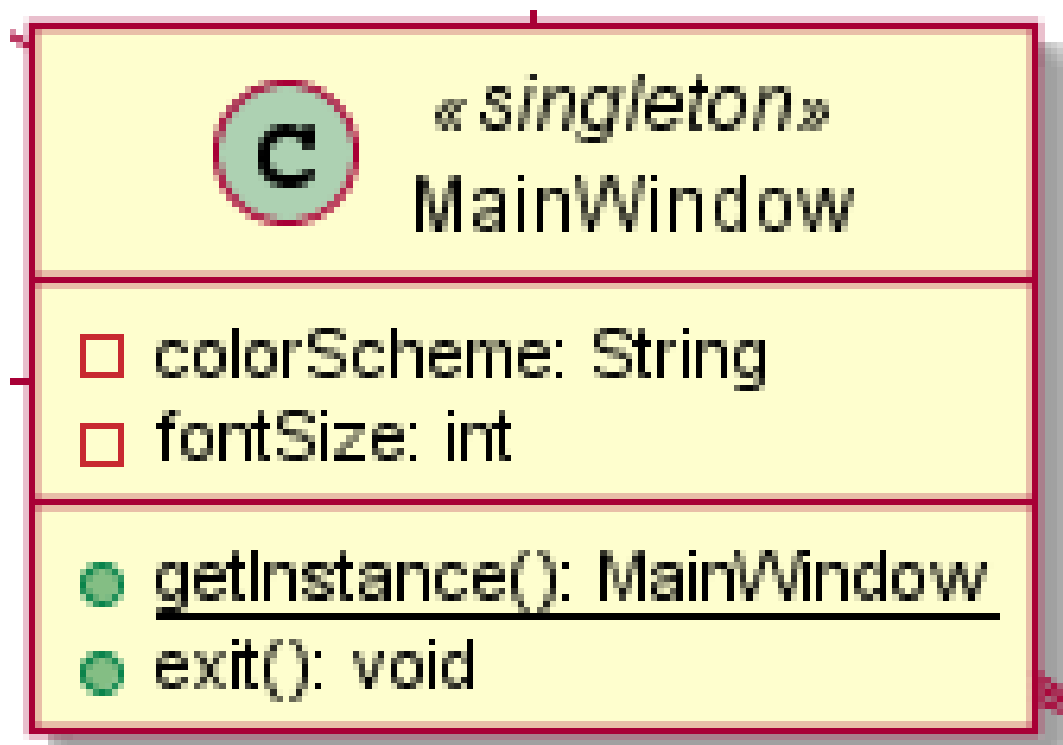 C
«singleton»
MainWindow
colorScheme: String
fontSize: int
getInstance(): MainWindow
exit(): void